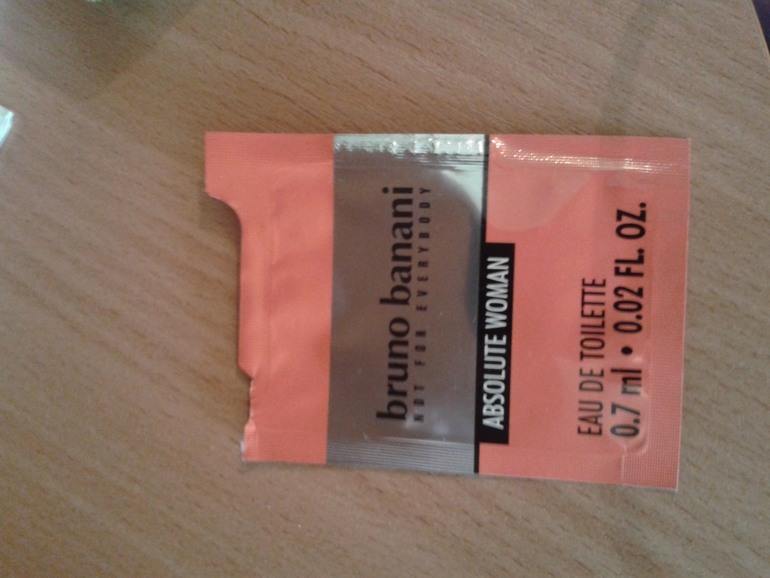 bruno banani
NOT FOR EVERYBODY
ABSOLUTE WOMAN
EAU DE TOILETTE
0.7 ml • 0.02 FL. OZ.